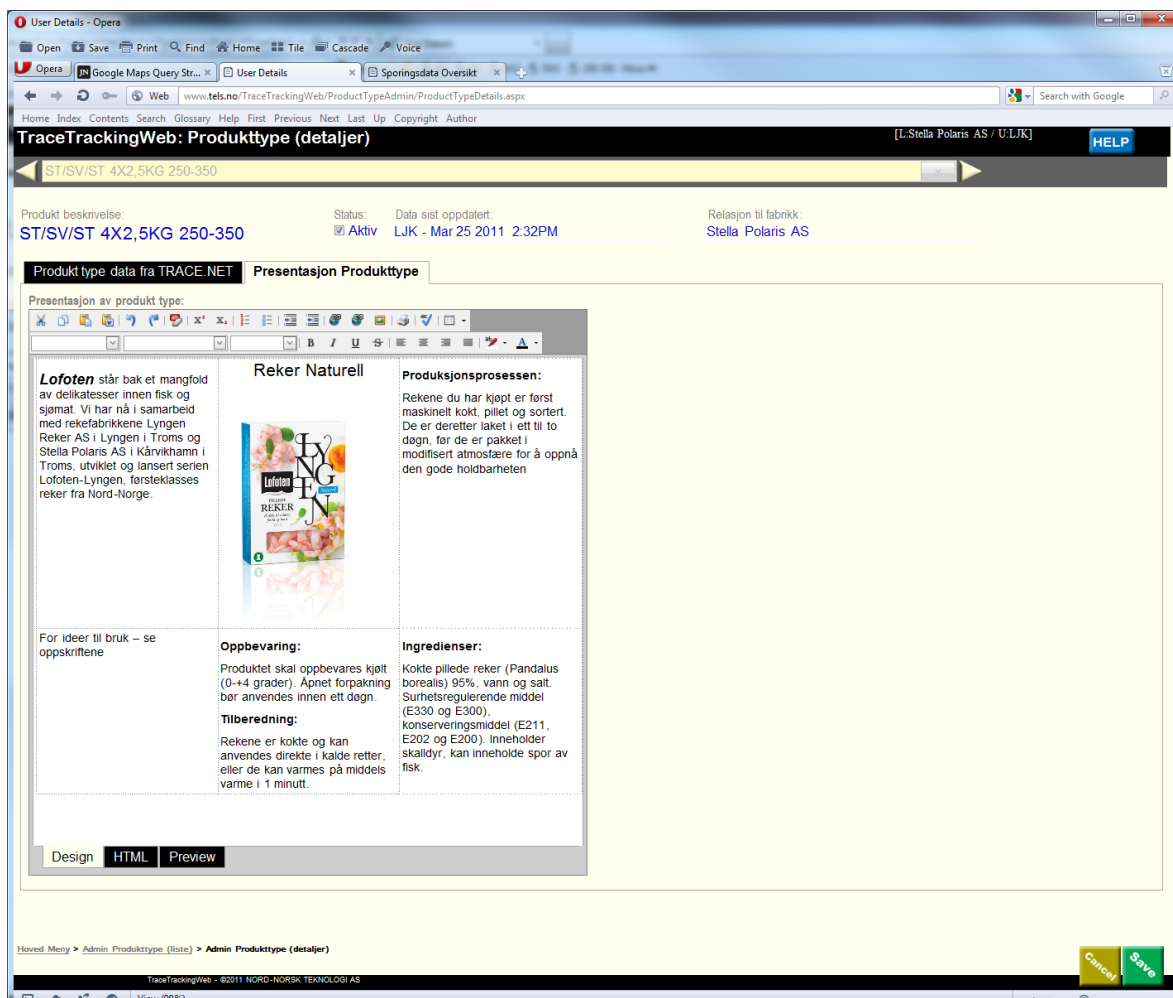 User Details - Opera
Open Save Print Find Home Tile Cascade Voice
Opera Google Maps Query Str... × User Details × Sporingsdata Oversikt ×
Web www.tels.no/TraceTrackingWeb/ProductTypeAdmin/ProductTypeDetails.aspx Search with Google
Home Index Contents Search Glossary Help First Previous Next Last Up Copyright Author
TraceTrackingWeb: Produkttype (detaljer) [L:Stella Polaris AS / U:LJK] HELP
ST/SV/ST 4X2,5KG 250-350
Produkt beskrivelse: Status: Data sist oppdatert: Relasjon til fabrikk:
ST/SV/ST 4X2,5KG 250-350 Aktiv LJK - Mar 25 2011 2:32PM Stella Polaris AS
Produkt type data fra TRACE.NET Presentasjon Produkttype
Presentasjon av produkt type:
Lofoten står bak et mangfold
av delikatesser innen fisk og
sjømat. Vi har nå i samarbeid
med rekefabrikkene Lyngen
Reker AS i Lyngen i Troms og
Stella Polaris AS i Kårvikhamn i
Troms, utviklet og lansert serien
Lofoten-Lyngen, førsteklasses
reker fra Nord-Norge.
Reker Naturell
LYNGEN
Lofoten
Naturell
PILLEDE
REKER
Produksjonsprosessen:
Rekene du har kjøpt er først
maskinelt kokt, pillet og sortert.
De er deretter laket i ett til to
døgn, før de er pakket i
modifisert atmosfære for å oppnå
den gode holdbarheten
For ideer til bruk – se
oppskriftene
Oppbevaring:
Produktet skal oppbevares kjølt
(0-+4 grader). Åpnet forpakning
bør anvendes innen ett døgn.
Tilberedning:
Rekene er kokte og kan
anvendes direkte i kalde retter,
eller de kan varmes på middels
varme i 1 minutt.
Ingredienser:
Kokte pillede reker (Pandalus
borealis) 95%, vann og salt.
Surhetsregulerende middel
(E330 og E300),
konserveringsmiddel (E211,
E202 og E200). Inneholder
skalldyr, kan inneholde spor av
fisk.
Design HTML Preview
Hoved Meny > Admin Produkttype (liste) > Admin Produkttype (detaljer)
Cancel Save
TraceTrackingWeb - ©2011 NORD-NORSK TEKNOLOGI AS